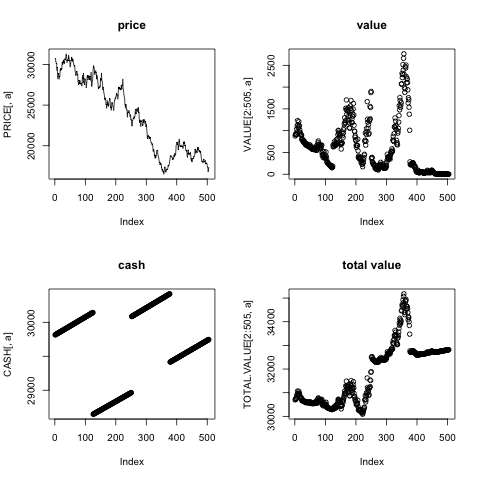 price
PRICE[, a]
30000
25000
20000
0 100 200 300 400 500
Index
value
VALUE[2:505, a]
2500
1500
500
0
0 100 200 300 400 500
Index
cash
CASH[, a]
30000
29000
0 100 200 300 400 500
Index
total value
TOTAL.VALUE[2:505, a]
34000
32000
30000
0 100 200 300 400 500
Index